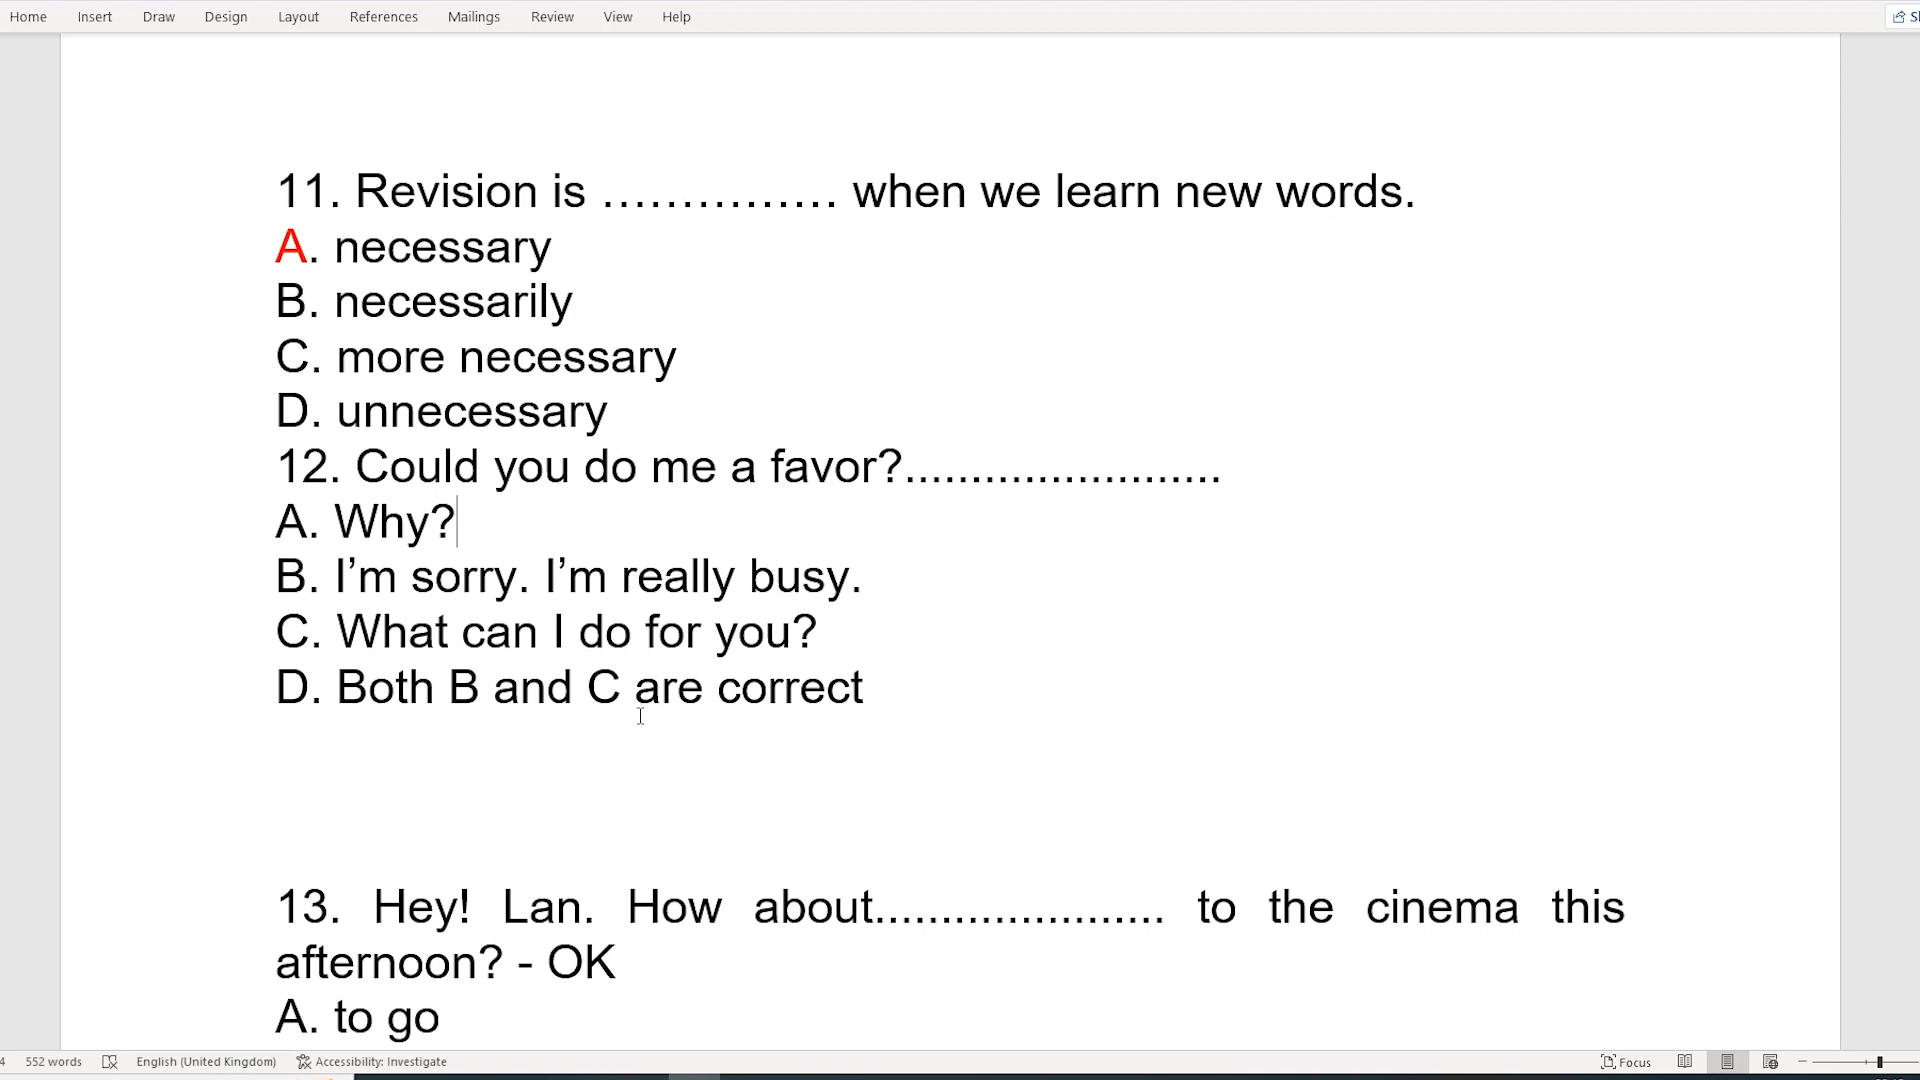 Home Insert Draw Design Layout References Mailings Review View Help
11. Revision is …………… when we learn new words.
A. necessary
B. necessarily
C. more necessary
D. unnecessary
12. Could you do me a favor?........................
A. Why?
B. I’m sorry. I’m really busy.
C. What can I do for you?
D. Both B and C are correct
13. Hey! Lan. How about...................... to the cinema this
afternoon? - OK
A. to go
4 552 words English (United Kingdom) Accessibility: Investigate Focus